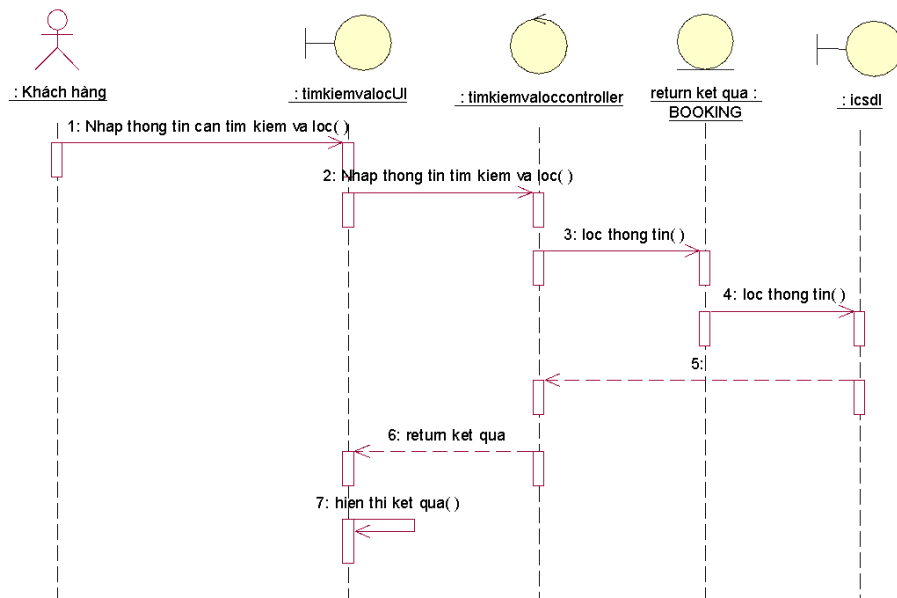 : Khách hàng
: timkiemvalocUI
: timkiemvaloccontroller
return ket qua :
BOOKING
: icsdl
1: Nhap thong tin can tim kiem va loc( )
2: Nhap thong tin tim kiem va loc( )
3: loc thong tin( )
4: loc thong tin( )
5:
6: return ket qua
7: hien thi ket qua( )